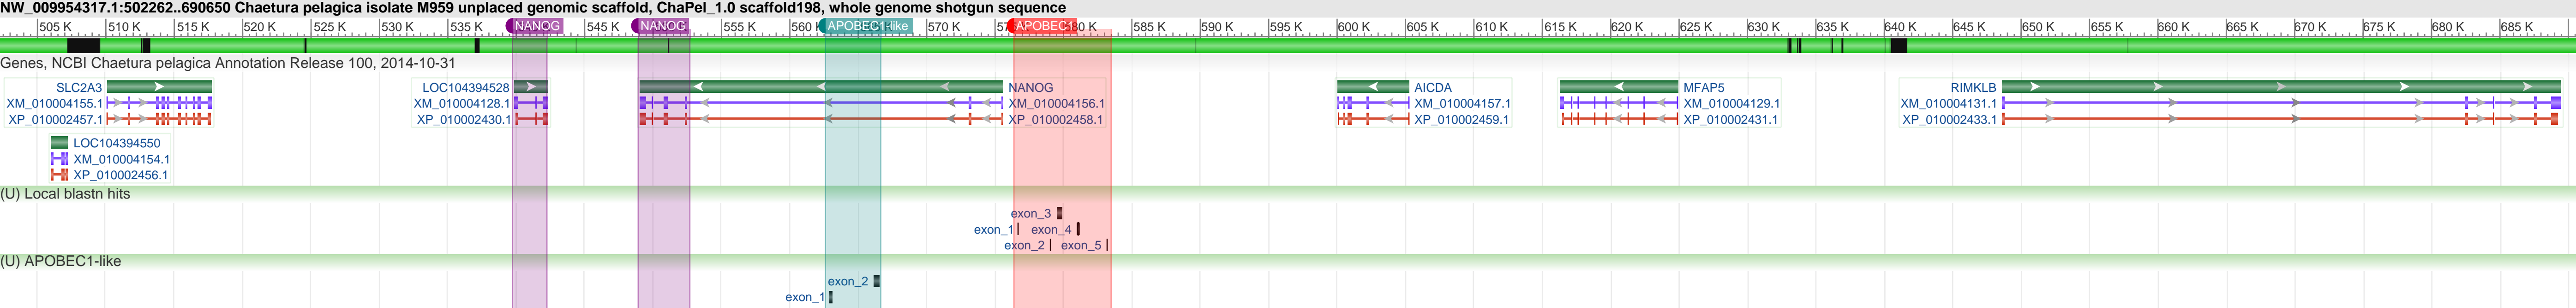 NW_009954317.1:502262..690650 Chaetura pelagica isolate M959 unplaced genomic scaffold, ChaPel_1.0 scaffold198, whole genome shotgun sequence
NANOG NANOG APOBEC1-like APOBEC1
505 K 510 K 515 K 520 K 525 K 530 K 535 K 545 K 555 K 560 570 K 580 K 585 K 590 K 595 K 600 K 605 K 610 K 615 K 620 K 625 K 630 K 635 K 640 K 645 K 650 K 655 K 660 K 665 K 670 K 675 K 680 K 685 K
Genes, NCBI Chaetura pelagica Annotation Release 100, 2014-10-31
SLC2A3 LOC104394528 NANOG AICDA MFAP5 RIMKLB
XM_010004155.1 XM_010004128.1 XM_010004156.1 XM_010004157.1 XM_010004129.1 XM_010004131.1
XP_010002457.1 XP_010002430.1 XP_010002458.1 XP_010002459.1 XP_010002431.1 XP_010002433.1
LOC104394550
XM_010004154.1
XP_010002456.1
(U) Local blastn hits
exon_3
exon_1 exon_4
exon_2 exon_5
(U) APOBEC1-like
exon_2
exon_1